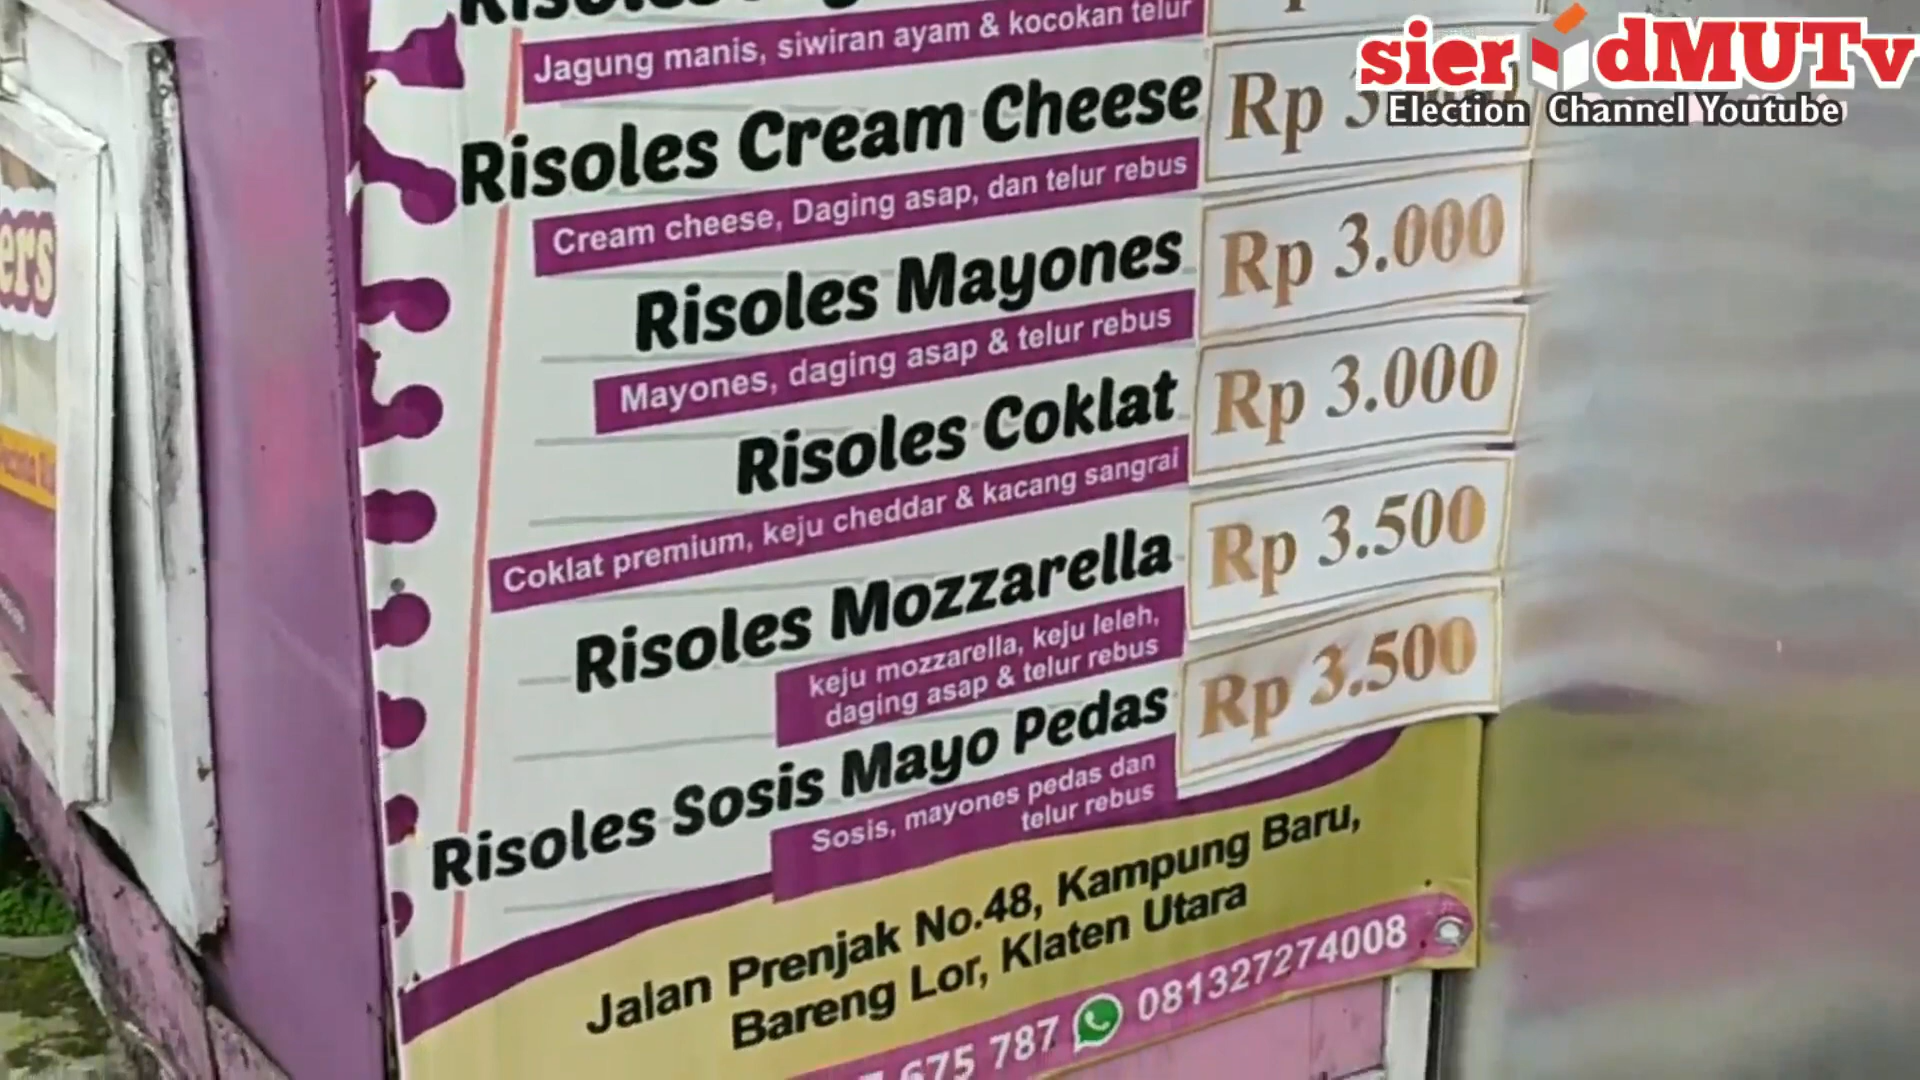 Risoles
Jagung manis, siwiran ayam & kocokan telur
Risoles Cream Cheese
Rp 3
Cream cheese, Daging asap, dan telur rebus
Risoles Mayones
Rp 3.000
Mayones, daging asap & telur rebus
Risoles Coklat
Rp 3.000
Coklat premium, keju cheddar & kacang sangrai
Risoles Mozzarella
Rp 3.500
keju mozzarella, keju leleh,
daging asap & telur rebus
Risoles Sosis Mayo Pedas
Rp 3.500
Sosis, mayones pedas dan
telur rebus
Jalan Prenjak No.48, Kampung Baru,
Bareng Lor, Klaten Utara
675 787 081327274008
ers
sier dMUTv
Election Channel Youtube